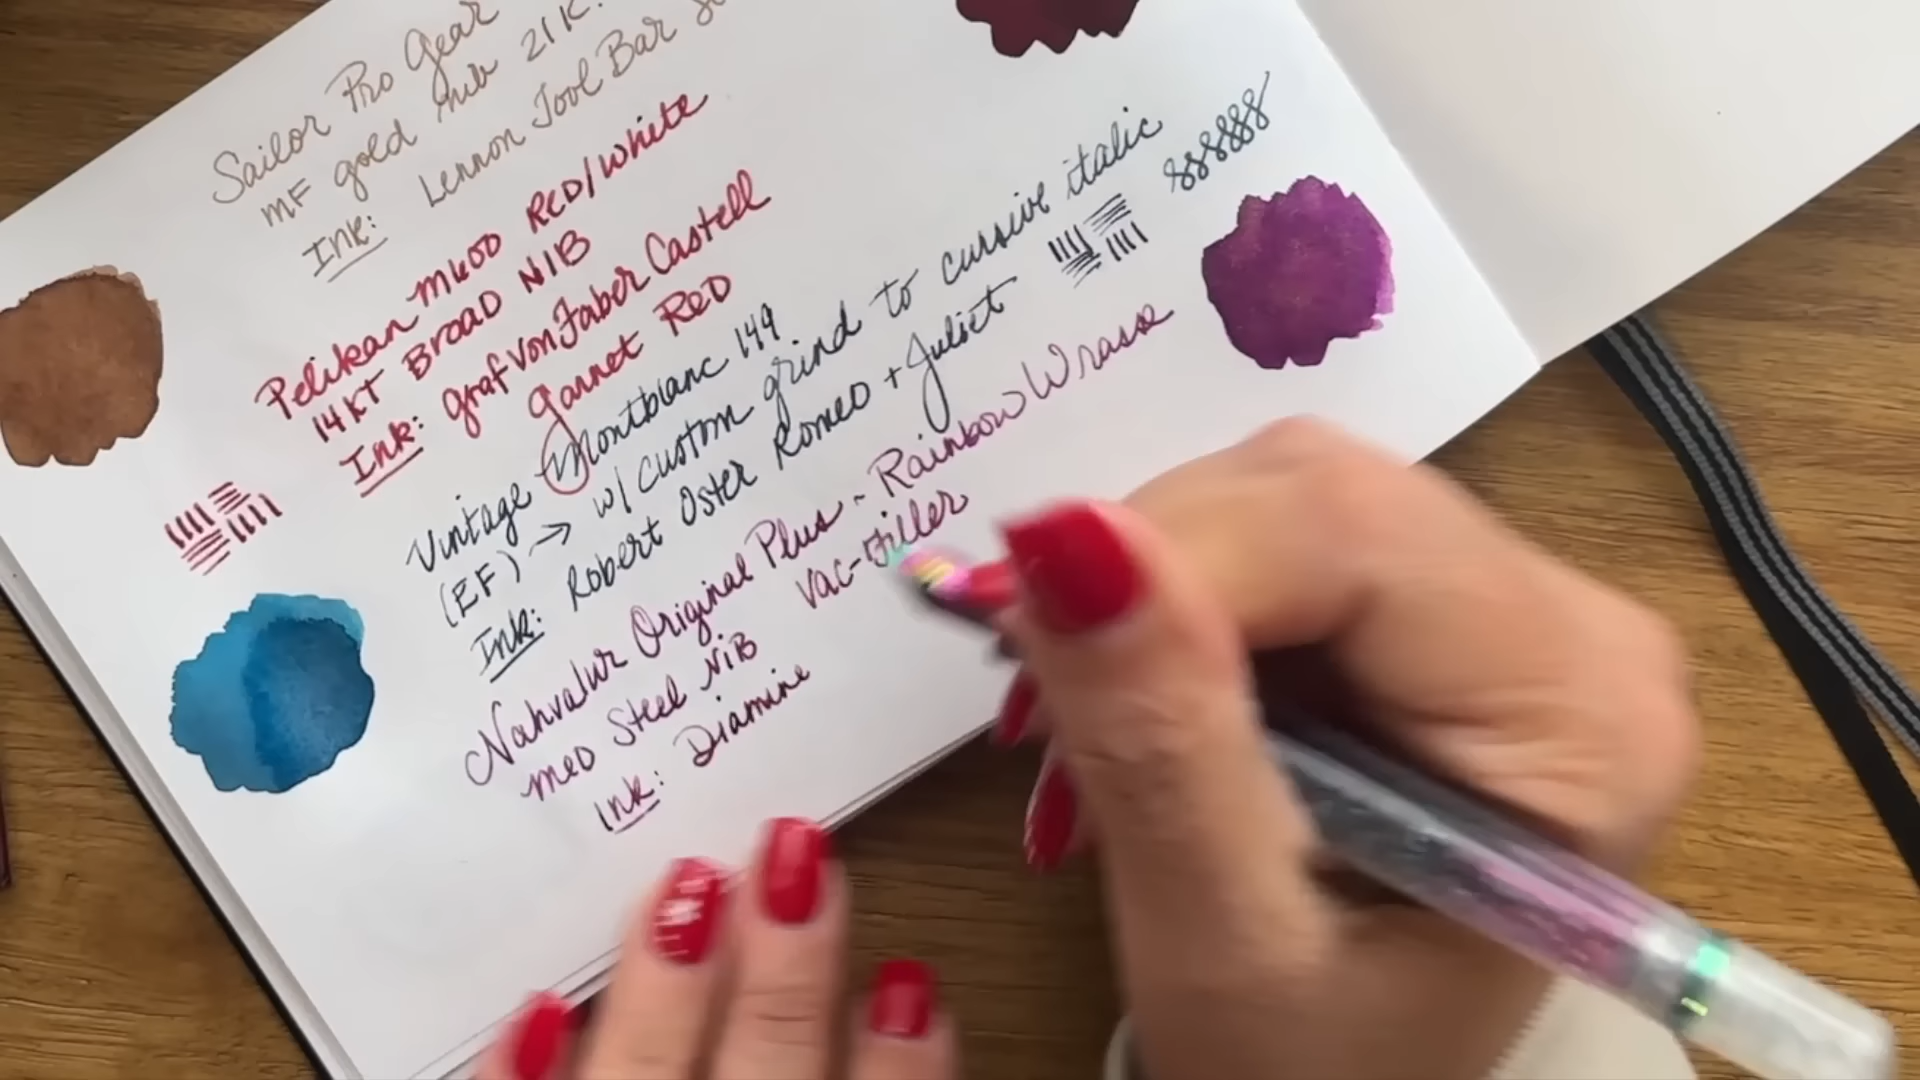 Sailor Pro Gear
MF gold nib 21K.
Ink: Lennon Tool Bar
Pelikan M600 RED/White
14KT BROAD NIB
Ink: Graf Von Faber Castell
Garnet RED
Vintage Montblanc 149
(EF) → w/ custom grind to cursive italic
Ink: Robert Oster Romeo + Juliet
Nahvalur Original Plus ~ Rainbow Wrasse
MED Steel NIB Vac-Filler
Ink: Diamine